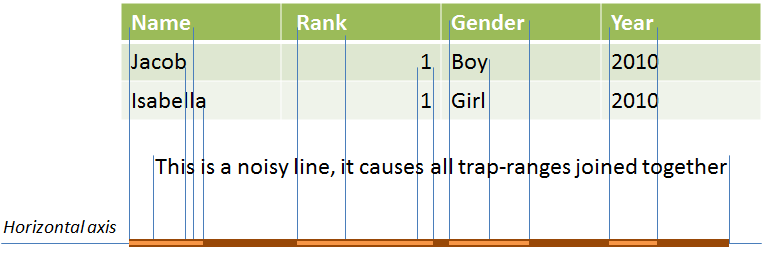 Name Rank Gender Year
Jacob 1 Boy 2010
Isabella 1 Girl 2010
This is a noisy line, it causes all trap-ranges joined together
Horizontal axis